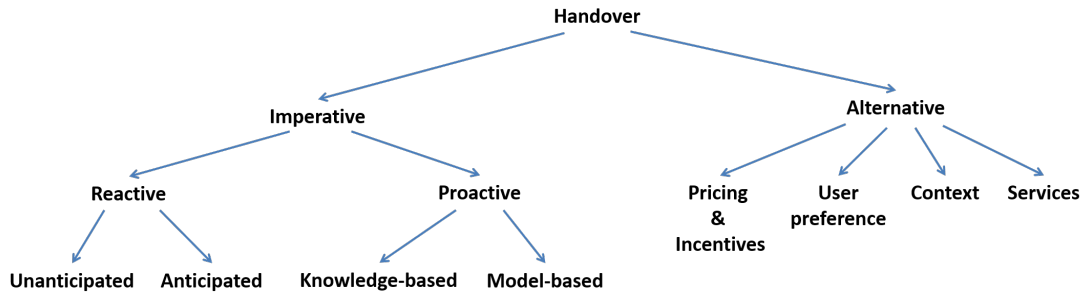 Handover
Imperative
Alternative
Reactive
Proactive
Pricing
&
Incentives
User
preference
Context
Services
Unanticipated
Anticipated
Knowledge-based
Model-based